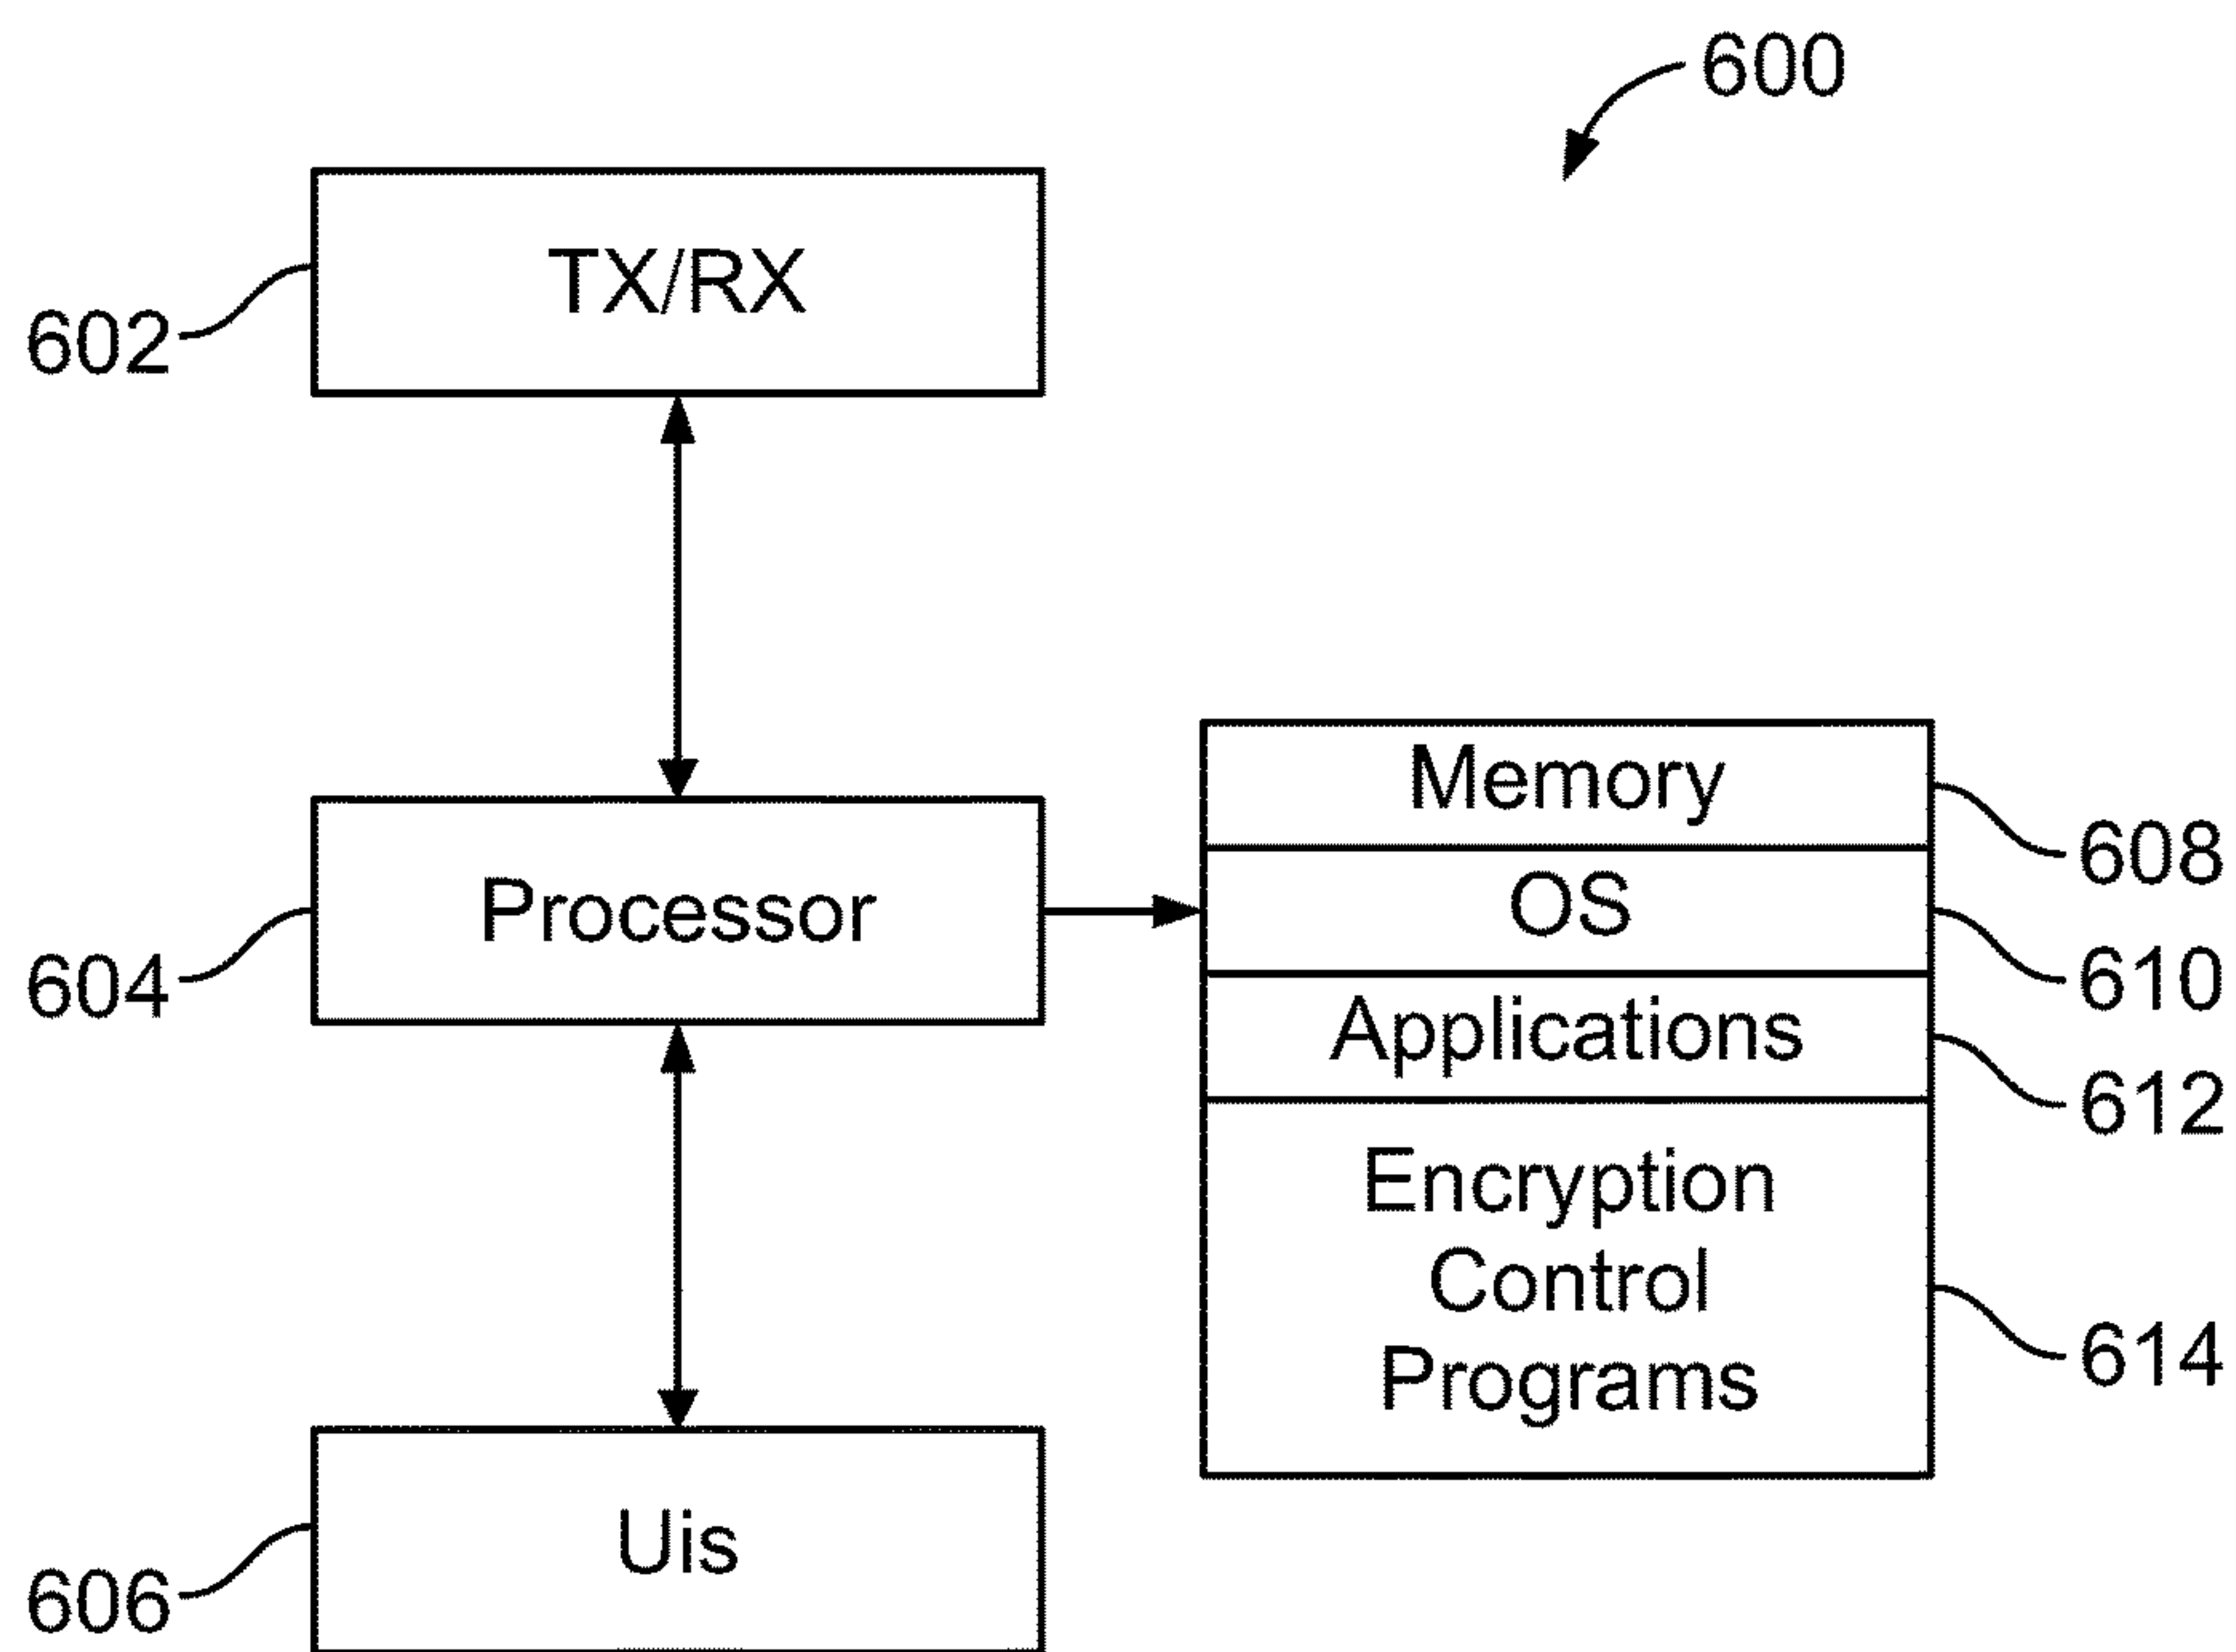 600
TX/RX
602
Memory
608
Processor
OS
604
610
Applications
612
Encryption
Control
Programs
614
Uis
606